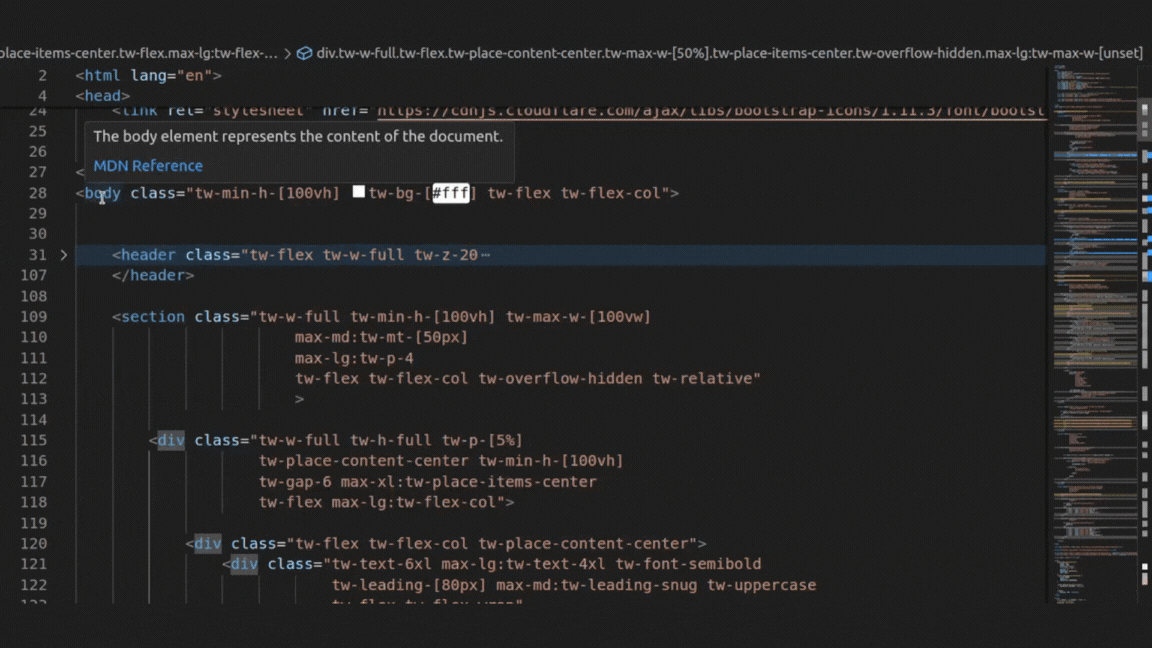 place-items-center.tw-flex.max-lg:tw-flex-... > div.tw-w-full.tw-flex.tw-place-content-center.tw-max-w-[50%].tw-place-items-center.tw-overflow-hidden.max-lg:tw-max-w-[unset]
2 <html lang="en">
4 <head>
24 <link rel="stylesheet" href="https://cdnjs.cloudflare.com/ajax/libs/bootstrap-icons/1.11.3/font/bootst
25
The body element represents the content of the document.
26
MDN Reference
27 <
28 <body class="tw-min-h-[100vh] tw-bg-[#fff] tw-flex tw-flex-col">
29
30
31 > <header class="tw-flex tw-w-full tw-z-20⋯
107 </header>
108
109 <section class="tw-w-full tw-min-h-[100vh] tw-max-w-[100vw]
110 max-md:tw-mt-[50px]
111 max-lg:tw-p-4
112 tw-flex tw-flex-col tw-overflow-hidden tw-relative"
113 >
114
115 <div class="tw-w-full tw-h-full tw-p-[5%]
116 tw-place-content-center tw-min-h-[100vh]
117 tw-gap-6 max-xl:tw-place-items-center
118 tw-flex max-lg:tw-flex-col">
119
120 <div class="tw-flex tw-flex-col tw-place-content-center">
121 <div class="tw-text-6xl max-lg:tw-text-4xl tw-font-semibold
122 tw-leading-[80px] max-md:tw-leading-snug tw-uppercase
123 tw-flex tw-flex-wrap"